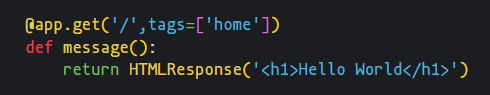 @app.get('/',tags=['home'])
def message():
    return HTMLResponse('<h1>Hello World</h1>')